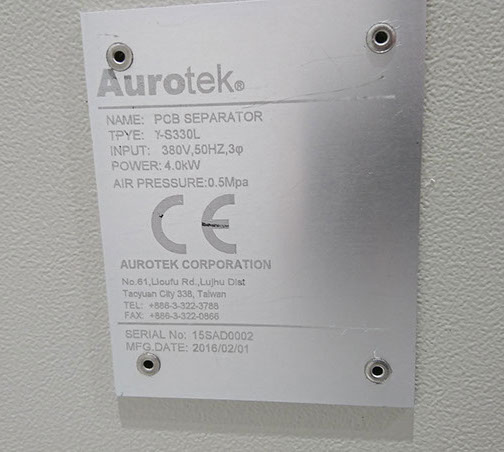 Aurotek®
NAME: PCB SEPARATOR
TPYE: γ-S330L
INPUT: 380V,50HZ,3φ
POWER: 4.0kW
AIR PRESSURE:0.5Mpa
CE
AUROTEK CORPORATION
No.61,Lioufu Rd.,Lujhu Dist
Taoyuan City 338, Taiwan
TEL: +886-3-322-3788
FAX: +886-3-322-0866
SERIAL No: 15SAD0002
MFG.DATE: 2016/02/01